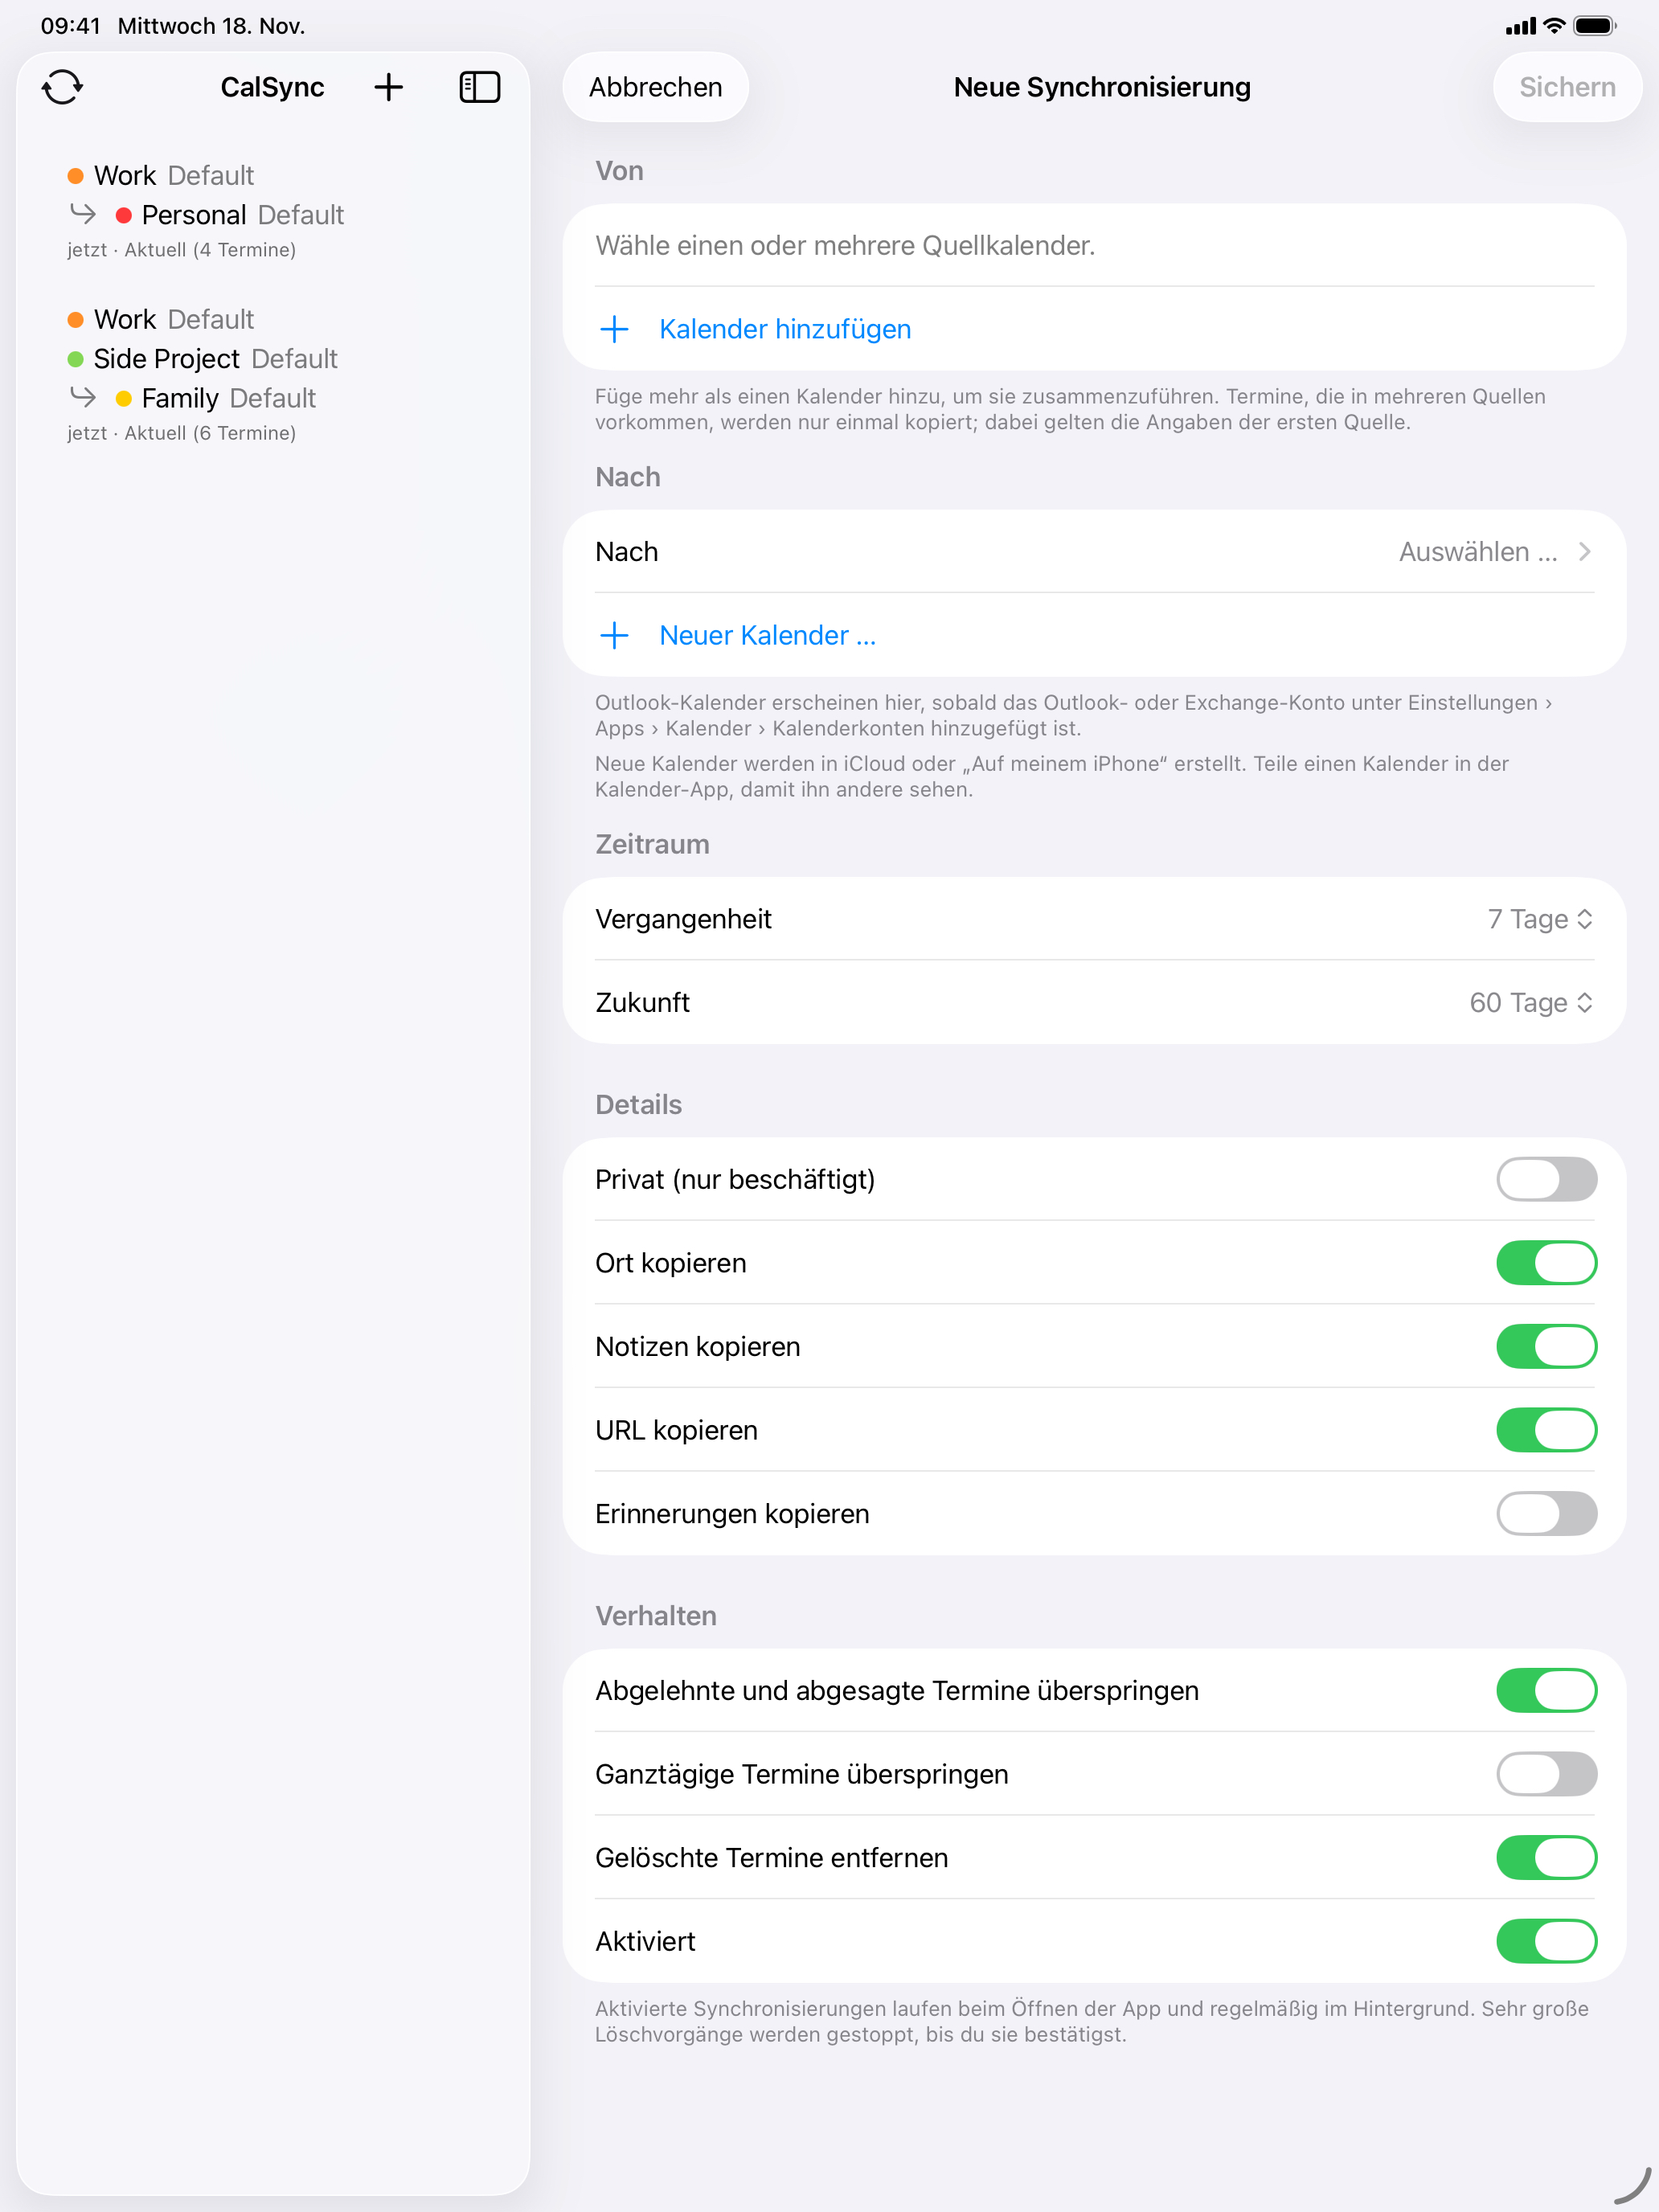 09:41 Mittwoch 18. Nov.
CalSync
Work Default
Personal Default
jetzt · Aktuell (4 Termine)
Work Default
Side Project Default
Family Default
jetzt · Aktuell (6 Termine)
Abbrechen
Neue Synchronisierung
Sichern
Von
Wähle einen oder mehrere Quellkalender.
Kalender hinzufügen
Füge mehr als einen Kalender hinzu, um sie zusammenzuführen. Termine, die in mehreren Quellen
vorkommen, werden nur einmal kopiert; dabei gelten die Angaben der ersten Quelle.
Nach
Nach Auswählen ...
Neuer Kalender ...
Outlook-Kalender erscheinen hier, sobald das Outlook- oder Exchange-Konto unter Einstellungen ›
Apps › Kalender › Kalenderkonten hinzugefügt ist.
Neue Kalender werden in iCloud oder „Auf meinem iPhone“ erstellt. Teile einen Kalender in der
Kalender-App, damit ihn andere sehen.
Zeitraum
Vergangenheit 7 Tage
Zukunft 60 Tage
Details
Privat (nur beschäftigt)
Ort kopieren
Notizen kopieren
URL kopieren
Erinnerungen kopieren
Verhalten
Abgelehnte und abgesagte Termine überspringen
Ganztägige Termine überspringen
Gelöschte Termine entfernen
Aktiviert
Aktivierte Synchronisierungen laufen beim Öffnen der App und regelmäßig im Hintergrund. Sehr große
Löschvorgänge werden gestoppt, bis du sie bestätigst.